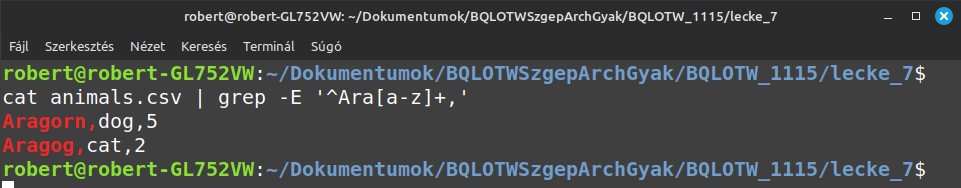 robert@robert-GL752VW: ~/Dokumentumok/BQLOTWSzgepArchGyak/BQLOTW_1115/lecke_7
Fájl Szerkesztés Nézet Keresés Terminál Súgó
robert@robert-GL752VW:~/Dokumentumok/BQLOTWSzgepArchGyak/BQLOTW_1115/lecke_7$
cat animals.csv | grep -E '^Ara[a-z]+,'
Aragorn,dog,5
Aragog,cat,2
robert@robert-GL752VW:~/Dokumentumok/BQLOTWSzgepArchGyak/BQLOTW_1115/lecke_7$